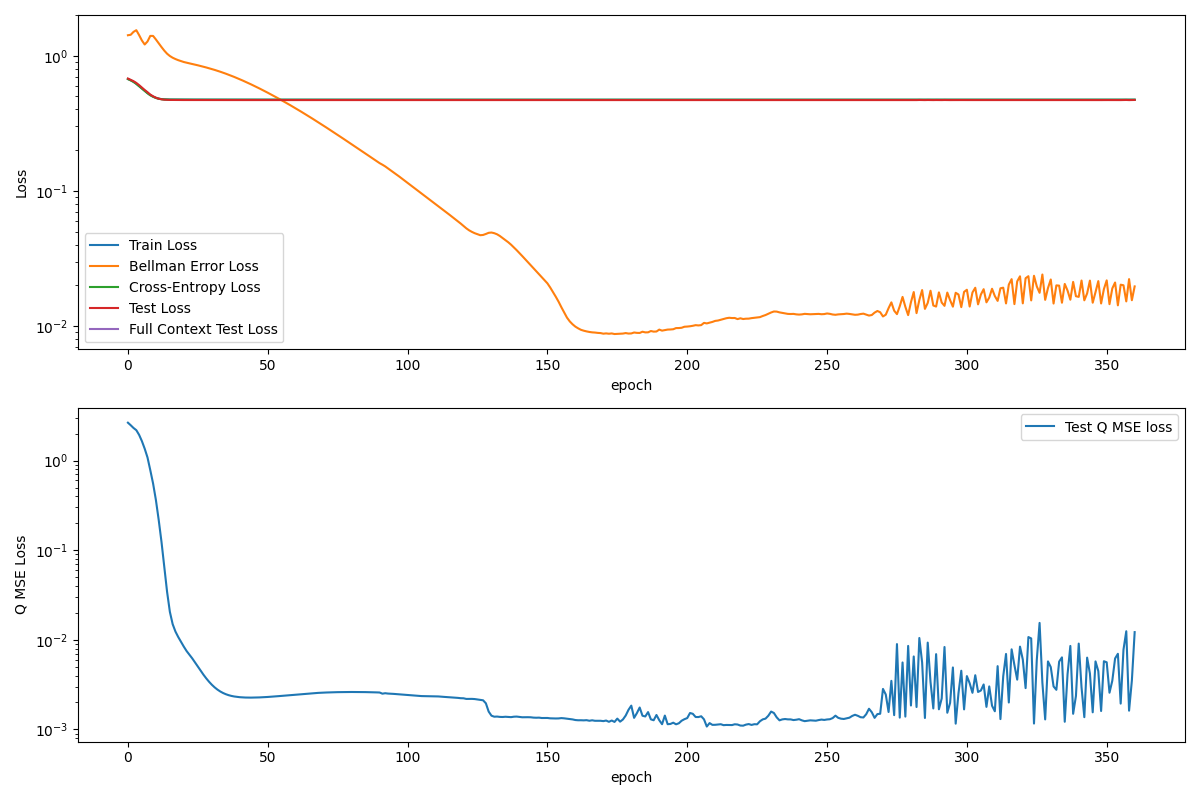 10⁰
10⁻¹
10⁻²
Loss
Train Loss
Bellman Error Loss
Cross-Entropy Loss
Test Loss
Full Context Test Loss
0 50 100 150 200 250 300 350
epoch
Test Q MSE loss
10⁰
10⁻¹
10⁻²
10⁻³
Q MSE Loss
0 50 100 150 200 250 300 350
epoch